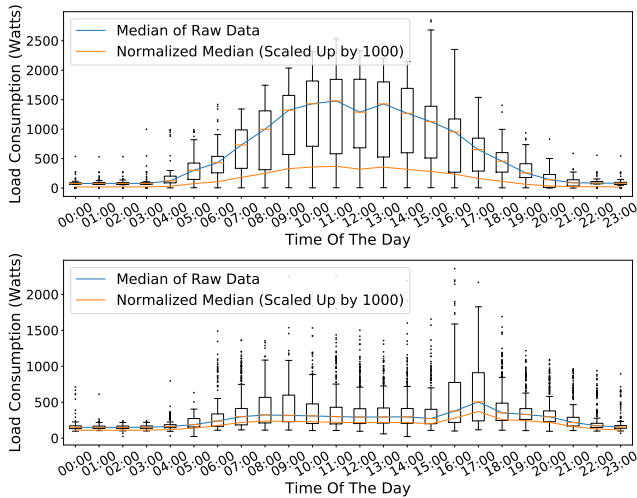 Load Consumption (Watts)
2500
2000
1500
1000
500
0
Median of Raw Data
Normalized Median (Scaled Up by 1000)
00:00 01:00 02:00 03:00 04:00 05:00 06:00 07:00 08:00 09:00 10:00 11:00 12:00 13:00 14:00 15:00 16:00 17:00 18:00 19:00 20:00 21:00 22:00 23:00
Time Of The Day
Load Consumption (Watts)
2000
1500
1000
500
0
Median of Raw Data
Normalized Median (Scaled Up by 1000)
00:00 01:00 02:00 03:00 04:00 05:00 06:00 07:00 08:00 09:00 10:00 11:00 12:00 13:00 14:00 15:00 16:00 17:00 18:00 19:00 20:00 21:00 22:00 23:00
Time Of The Day